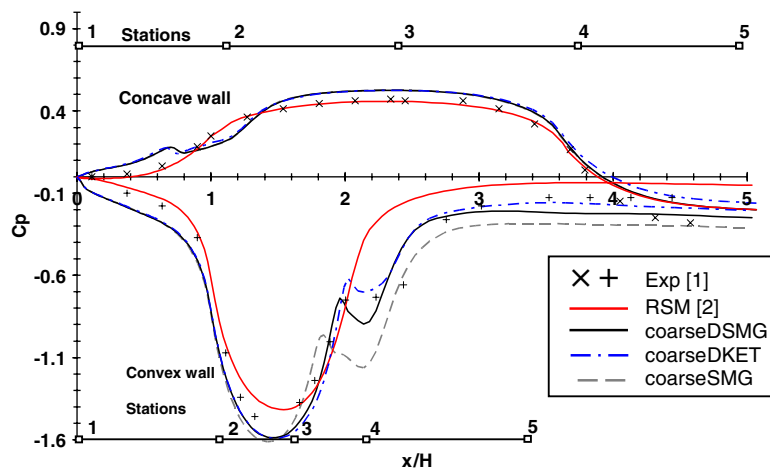 0.9
1 2 3 4 5
Stations
Concave wall
0.4
0 1 2 3 4 5
-0.1
Cp
-0.6
Exp [1]
RSM [2]
coarseDSMG
coarseDKET
coarseSMG
-1.1
Convex wall
Stations
1 2 3 4 5
-1.6
x/H